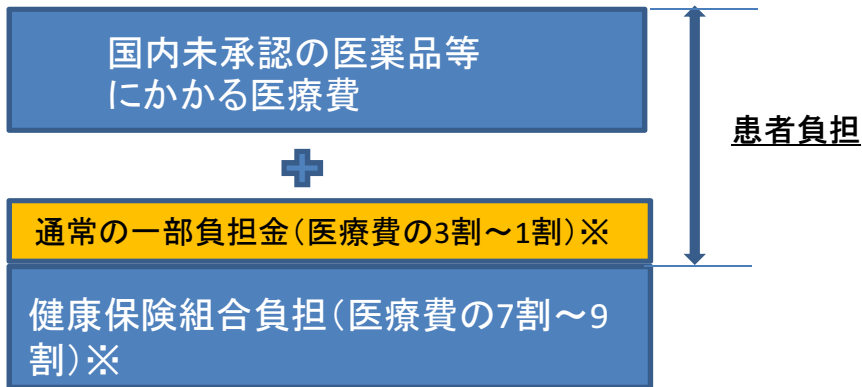 国内未承認の医薬品等
にかかる医療費
患者負担
通常の一部負担金（医療費の3割～1割）※
健康保険組合負担（医療費の7割～9
割）※